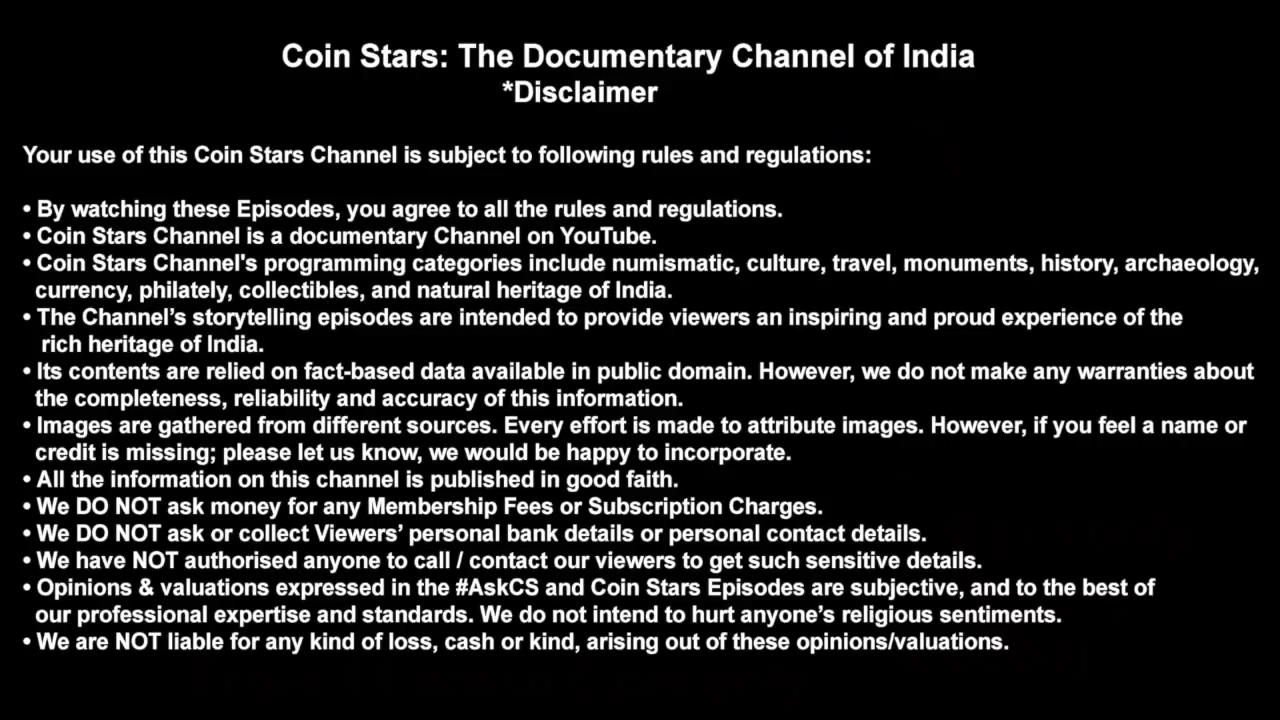 Coin Stars: The Documentary Channel of India
*Disclaimer
Your use of this Coin Stars Channel is subject to following rules and regulations:
• By watching these Episodes, you agree to all the rules and regulations.
• Coin Stars Channel is a documentary Channel on YouTube.
• Coin Stars Channel's programming categories include numismatic, culture, travel, monuments, history, archaeology,
currency, philately, collectibles, and natural heritage of India.
• The Channel’s storytelling episodes are intended to provide viewers an inspiring and proud experience of the
rich heritage of India.
• Its contents are relied on fact-based data available in public domain. However, we do not make any warranties about
the completeness, reliability and accuracy of this information.
• Images are gathered from different sources. Every effort is made to attribute images. However, if you feel a name or
credit is missing; please let us know, we would be happy to incorporate.
• All the information on this channel is published in good faith.
• We DO NOT ask money for any Membership Fees or Subscription Charges.
• We DO NOT ask or collect Viewers’ personal bank details or personal contact details.
• We have NOT authorised anyone to call / contact our viewers to get such sensitive details.
• Opinions & valuations expressed in the #AskCS and Coin Stars Episodes are subjective, and to the best of
our professional expertise and standards. We do not intend to hurt anyone’s religious sentiments.
• We are NOT liable for any kind of loss, cash or kind, arising out of these opinions/valuations.